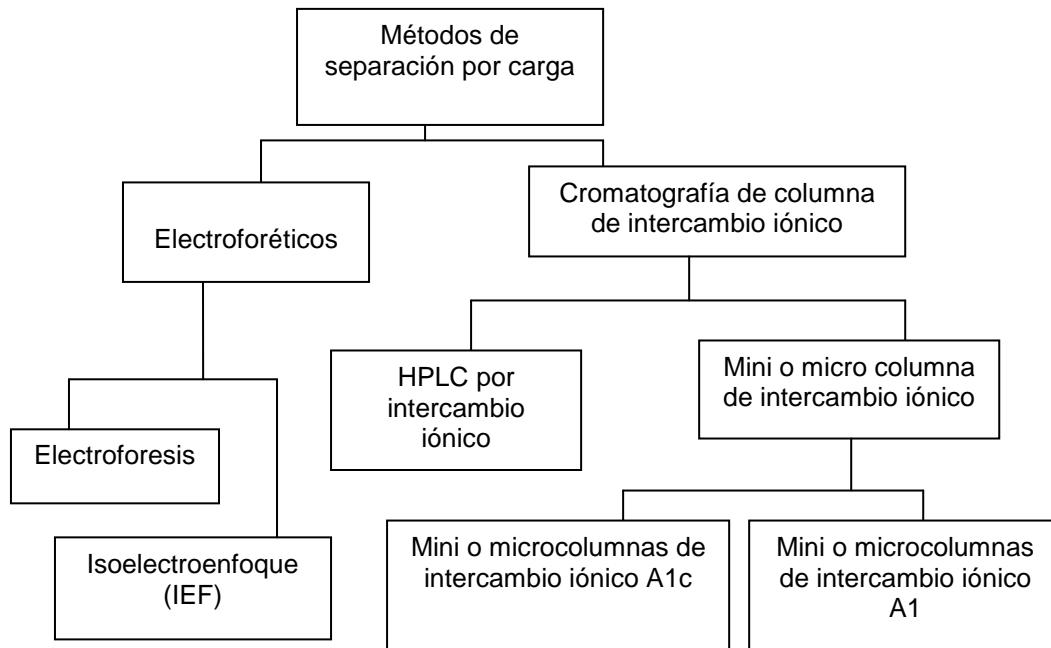 Métodos de
separación por carga
Electroforéticos
Cromatografía de columna
de intercambio iónico
HPLC por
intercambio
iónico
Mini o micro columna
de intercambio iónico
Electroforesis
Isoelectroenfoque
(IEF)
Mini o microcolumnas de
intercambio iónico A1c
Mini o microcolumnas
de intercambio iónico
A1